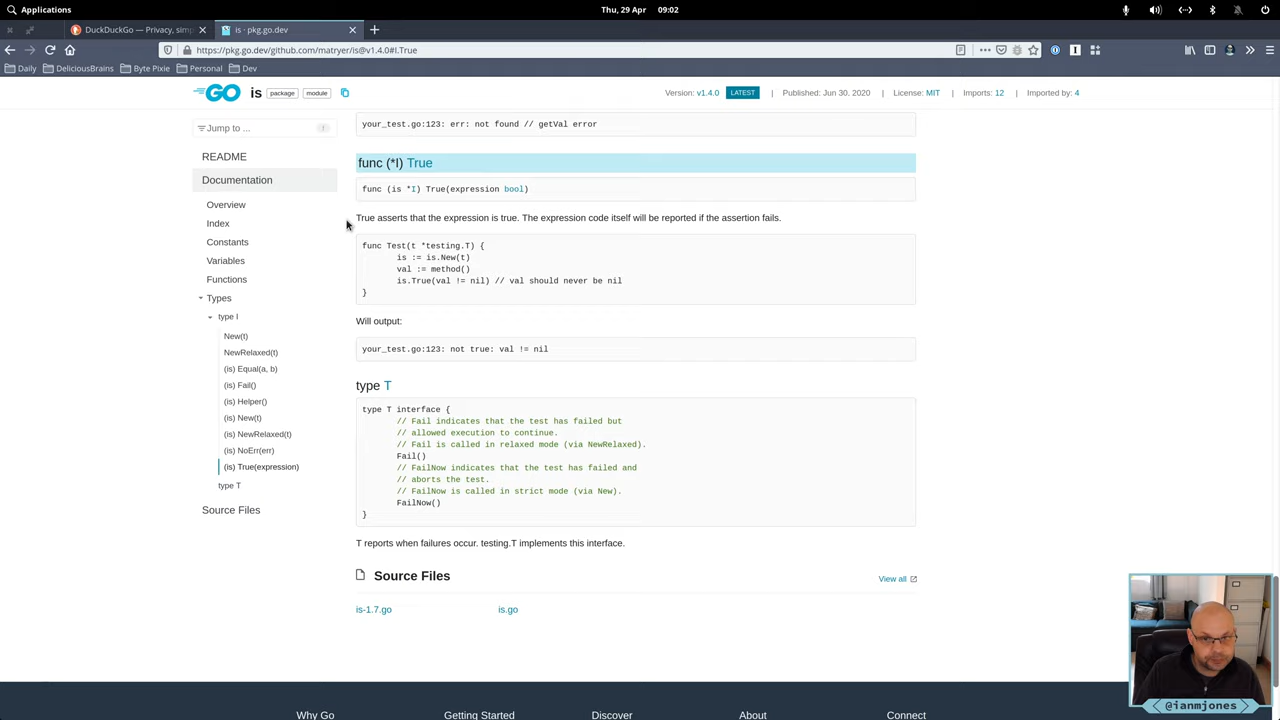 Applications
Thu, 29 Apr 09:02
DuckDuckGo — Privacy, simp
is · pkg.go.dev
https://pkg.go.dev/github.com/matryer/is@v1.4.0#I.True
Daily
DeliciousBrains
Byte Pixie
Personal
Dev
GO
is
package
module
Version: v1.4.0
LATEST
Published: Jun 30, 2020
License: MIT
Imports: 12
Imported by: 4
Jump to ...
f
README
Documentation
Overview
Index
Constants
Variables
Functions
Types
type I
New(t)
NewRelaxed(t)
(is) Equal(a, b)
(is) Fail()
(is) Helper()
(is) New(t)
(is) NewRelaxed(t)
(is) NoErr(err)
(is) True(expression)
type T
Source Files
your_test.go:123: err: not found // getVal error
func (*I) True
func (is *I) True(expression bool)
True asserts that the expression is true. The expression code itself will be reported if the assertion fails.
func Test(t *testing.T) {
is := is.New(t)
val := method()
is.True(val != nil) // val should never be nil
}
Will output:
your_test.go:123: not true: val != nil
type T
type T interface {
// Fail indicates that the test has failed but
// allowed execution to continue.
// Fail is called in relaxed mode (via NewRelaxed).
Fail()
// FailNow indicates that the test has failed and
// aborts the test.
// FailNow is called in strict mode (via New).
FailNow()
}
T reports when failures occur. testing.T implements this interface.
Source Files
View all
is-1.7.go
is.go
Why Go
Getting Started
Discover
About
Connect
@ianmjones